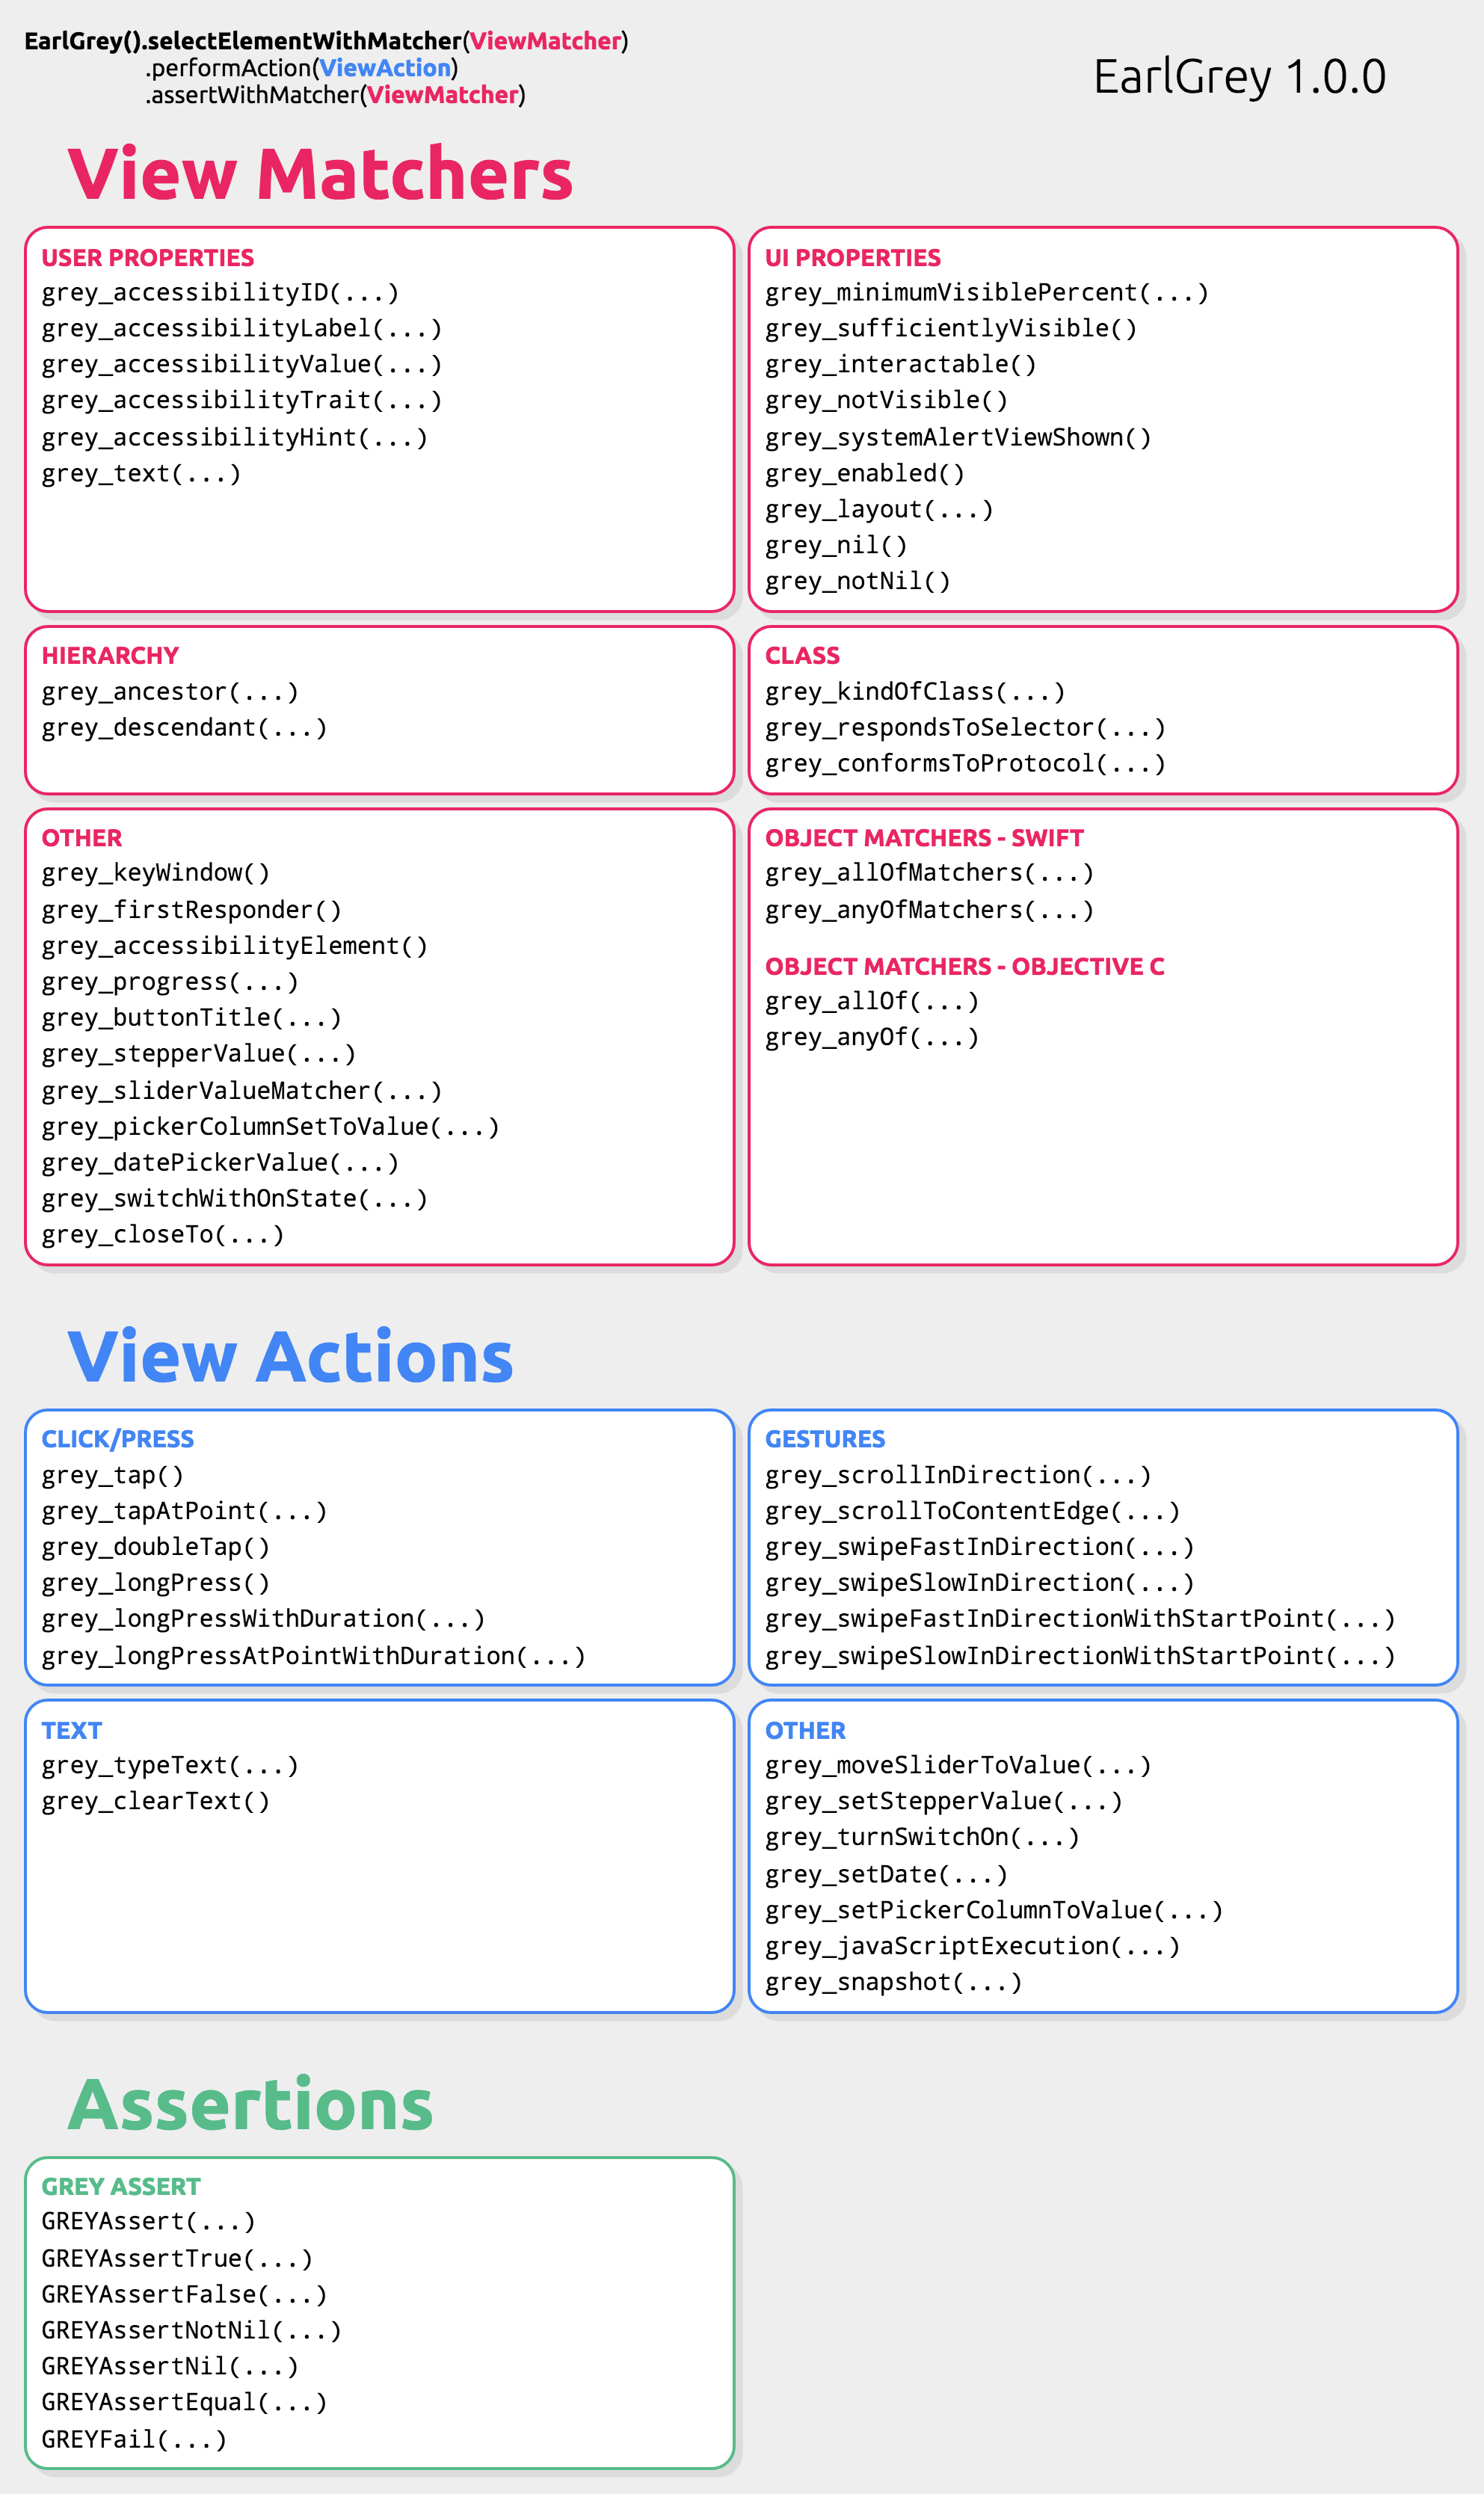 EarlGrey().selectElementWithMatcher(ViewMatcher)
.performAction(ViewAction)
.assertWithMatcher(ViewMatcher)
EarlGrey 1.0.0
View Matchers
USER PROPERTIES
grey_accessibilityID(...)
grey_accessibilityLabel(...)
grey_accessibilityValue(...)
grey_accessibilityTrait(...)
grey_accessibilityHint(...)
grey_text(...)
UI PROPERTIES
grey_minimumVisiblePercent(...)
grey_sufficientlyVisible()
grey_interactable()
grey_notVisible()
grey_systemAlertViewShown()
grey_enabled()
grey_layout(...)
grey_nil()
grey_notNil()
HIERARCHY
grey_ancestor(...)
grey_descendant(...)
CLASS
grey_kindOfClass(...)
grey_respondsToSelector(...)
grey_conformsToProtocol(...)
OTHER
grey_keyWindow()
grey_firstResponder()
grey_accessibilityElement()
grey_progress(...)
grey_buttonTitle(...)
grey_stepperValue(...)
grey_sliderValueMatcher(...)
grey_pickerColumnSetToValue(...)
grey_datePickerValue(...)
grey_switchWithOnState(...)
grey_closeTo(...)
OBJECT MATCHERS - SWIFT
grey_allOfMatchers(...)
grey_anyOfMatchers(...)
OBJECT MATCHERS - OBJECTIVE C
grey_allOf(...)
grey_anyOf(...)
View Actions
CLICK/PRESS
grey_tap()
grey_tapAtPoint(...)
grey_doubleTap()
grey_longPress()
grey_longPressWithDuration(...)
grey_longPressAtPointWithDuration(...)
GESTURES
grey_scrollInDirection(...)
grey_scrollToContentEdge(...)
grey_swipeFastInDirection(...)
grey_swipeSlowInDirection(...)
grey_swipeFastInDirectionWithStartPoint(...)
grey_swipeSlowInDirectionWithStartPoint(...)
TEXT
grey_typeText(...)
grey_clearText()
OTHER
grey_moveSliderToValue(...)
grey_setStepperValue(...)
grey_turnSwitchOn(...)
grey_setDate(...)
grey_setPickerColumnToValue(...)
grey_javaScriptExecution(...)
grey_snapshot(...)
Assertions
GREY ASSERT
GREYAssert(...)
GREYAssertTrue(...)
GREYAssertFalse(...)
GREYAssertNotNil(...)
GREYAssertNil(...)
GREYAssertEqual(...)
GREYFail(...)